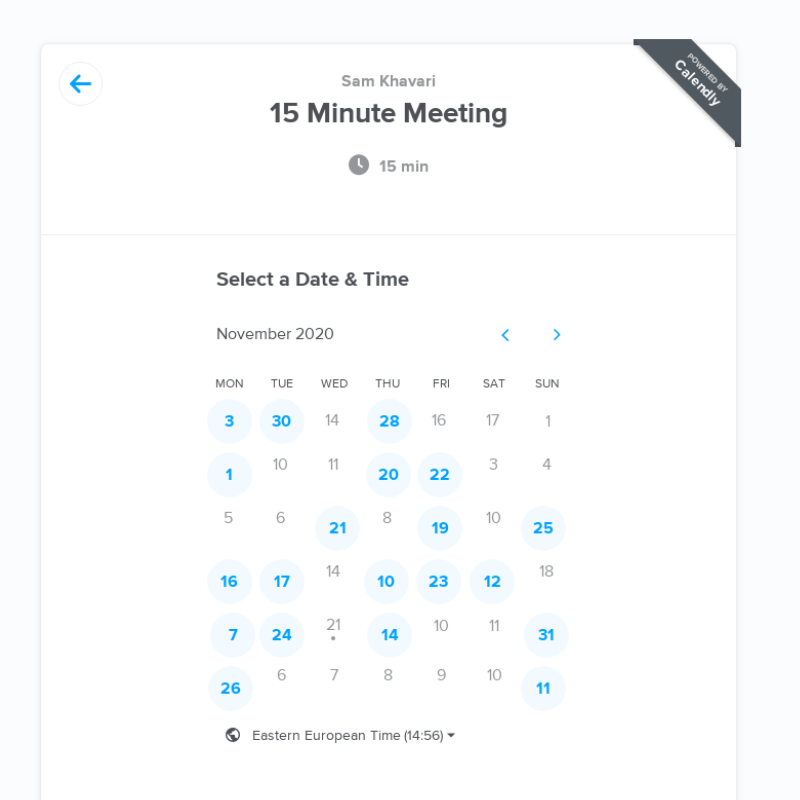 POWERED BY
Calendly
Sam Khavari
15 Minute Meeting
15 min
Select a Date & Time
November 2020
MON TUE WED THU FRI SAT SUN
3 30 14 28 16 17 1
1 10 11 20 22 3 4
5 6 21 8 19 10 25
16 17 14 10 23 12 18
7 24 21 14 10 11 31
26 6 7 8 9 10 11
Eastern European Time (14:56)